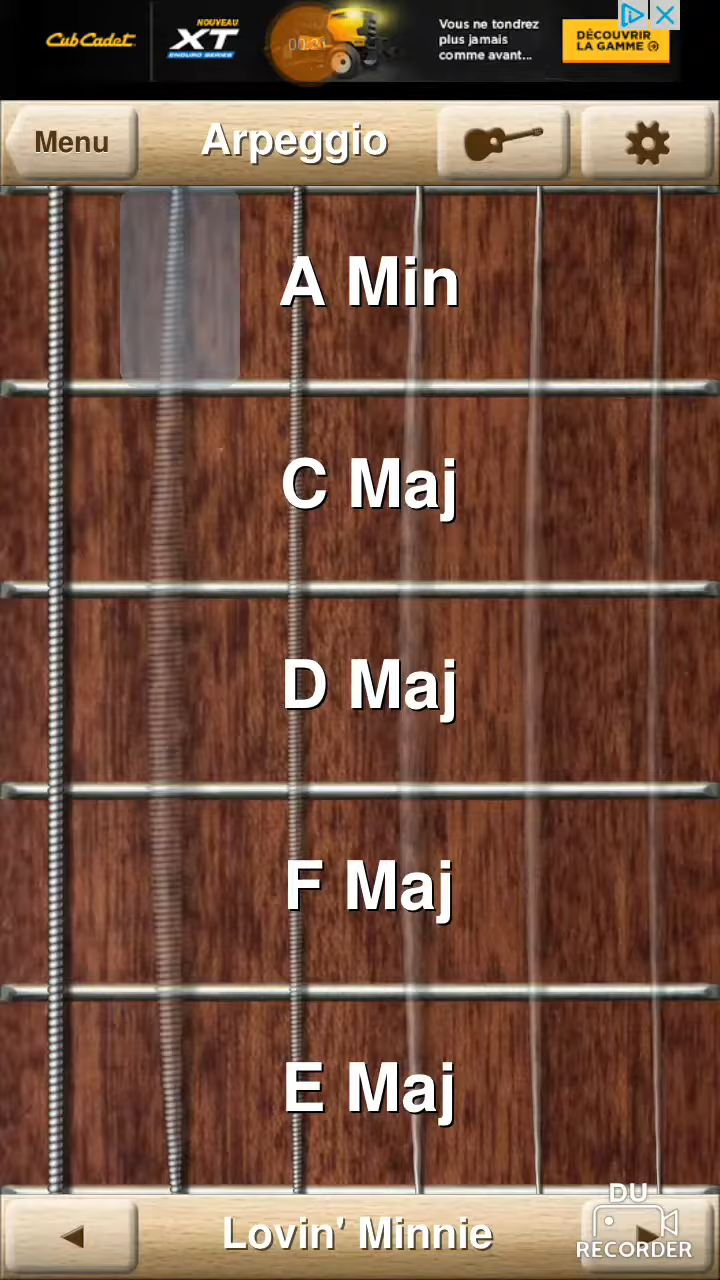 Cub Cadet
NOUVEAU
XT
ENDURO SERIES
Vous ne tondrez
plus jamais
comme avant...
DÉCOUVRIR
LA GAMME
Menu
Arpeggio
A Min
C Maj
D Maj
F Maj
E Maj
Lovin' Minnie
DU
RECORDER